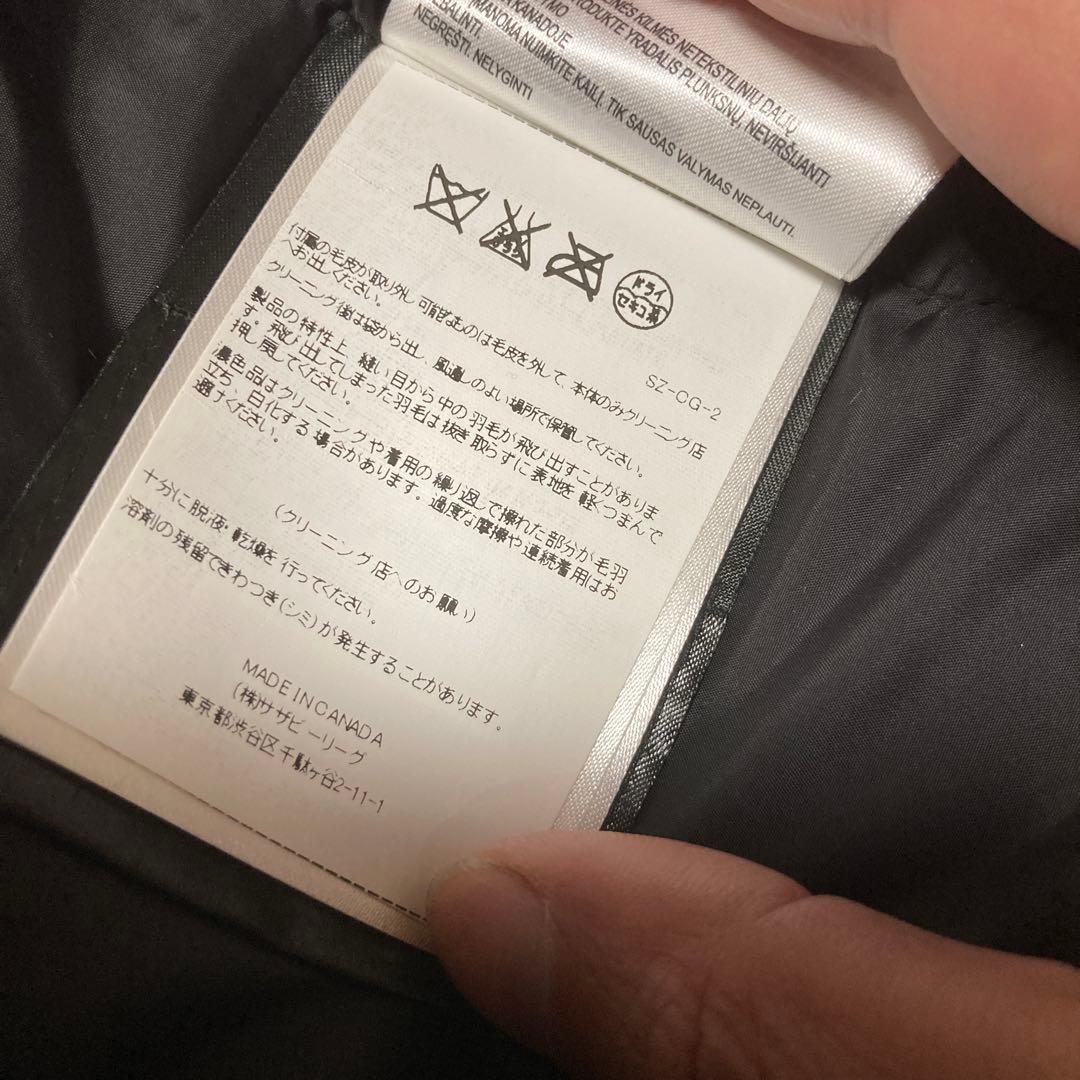 INĖS KILMĖS NETEKSTILINIŲ DALIŲ.
PRODUKTE YRA DALIS PLUNKSNŲ, NEVIRŠIJANTI
KANADOJE
MANOMA NUIMKITE KAILĮ, TIK SAUSAS VALYMAS NEPLAUTI.
EBALINTI.
NEGRĘŠTI. NELYGINTI
エンソ
サラシ
ドライ
セキユ系
SZ-CG-2
付属の毛皮が取り外し可能なものは毛皮を外して、本体のみクリーニング店
へお出しください。
クリーニング後は袋から出し、風通しのよい場所で保管してください。
製品の特性上、縫い目から中の羽毛が飛び出すことがありま
す。飛び出してしまった羽毛は抜き取らずに表地を軽くつまんで
押し戻してください。
濃色品はクリーニングや着用の繰り返しで擦れた部分が毛羽
立ち、白化する場合があります。過度な摩擦や連続着用はお
避けください。
(クリーニング店へのお願い)
十分に脱液・乾燥を行ってください。
溶剤の残留できわつき(シミ)が発生することがあります。
MADE IN CANADA
(株)サザビーリーグ
東京都渋谷区千駄ヶ谷2-11-1